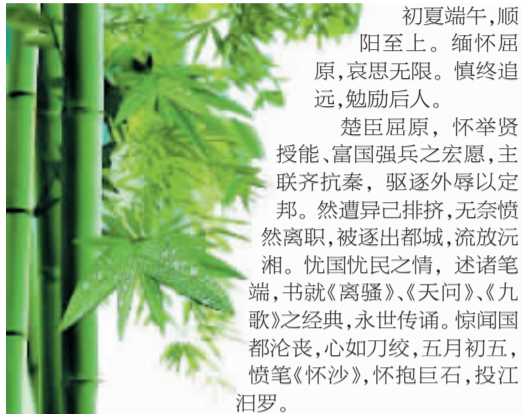 初夏端午,顺
阳至上。缅怀屈
原,哀思无限。慎终追
远,勉励后人。
楚臣屈原，怀举贤
授能、富国强兵之宏愿,主
联齐抗秦，驱逐外辱以定
邦。然遭异己排挤,无奈愤
然离职,被逐出都城,流放沅
湘。忧国忧民之情，述诸笔
端,书就《离骚》、《天问》、《九
歌》之经典,永世传诵。惊闻国
都沦丧,心如刀绞,五月初五,
愤笔《怀沙》,怀抱巨石,投江
汨罗。